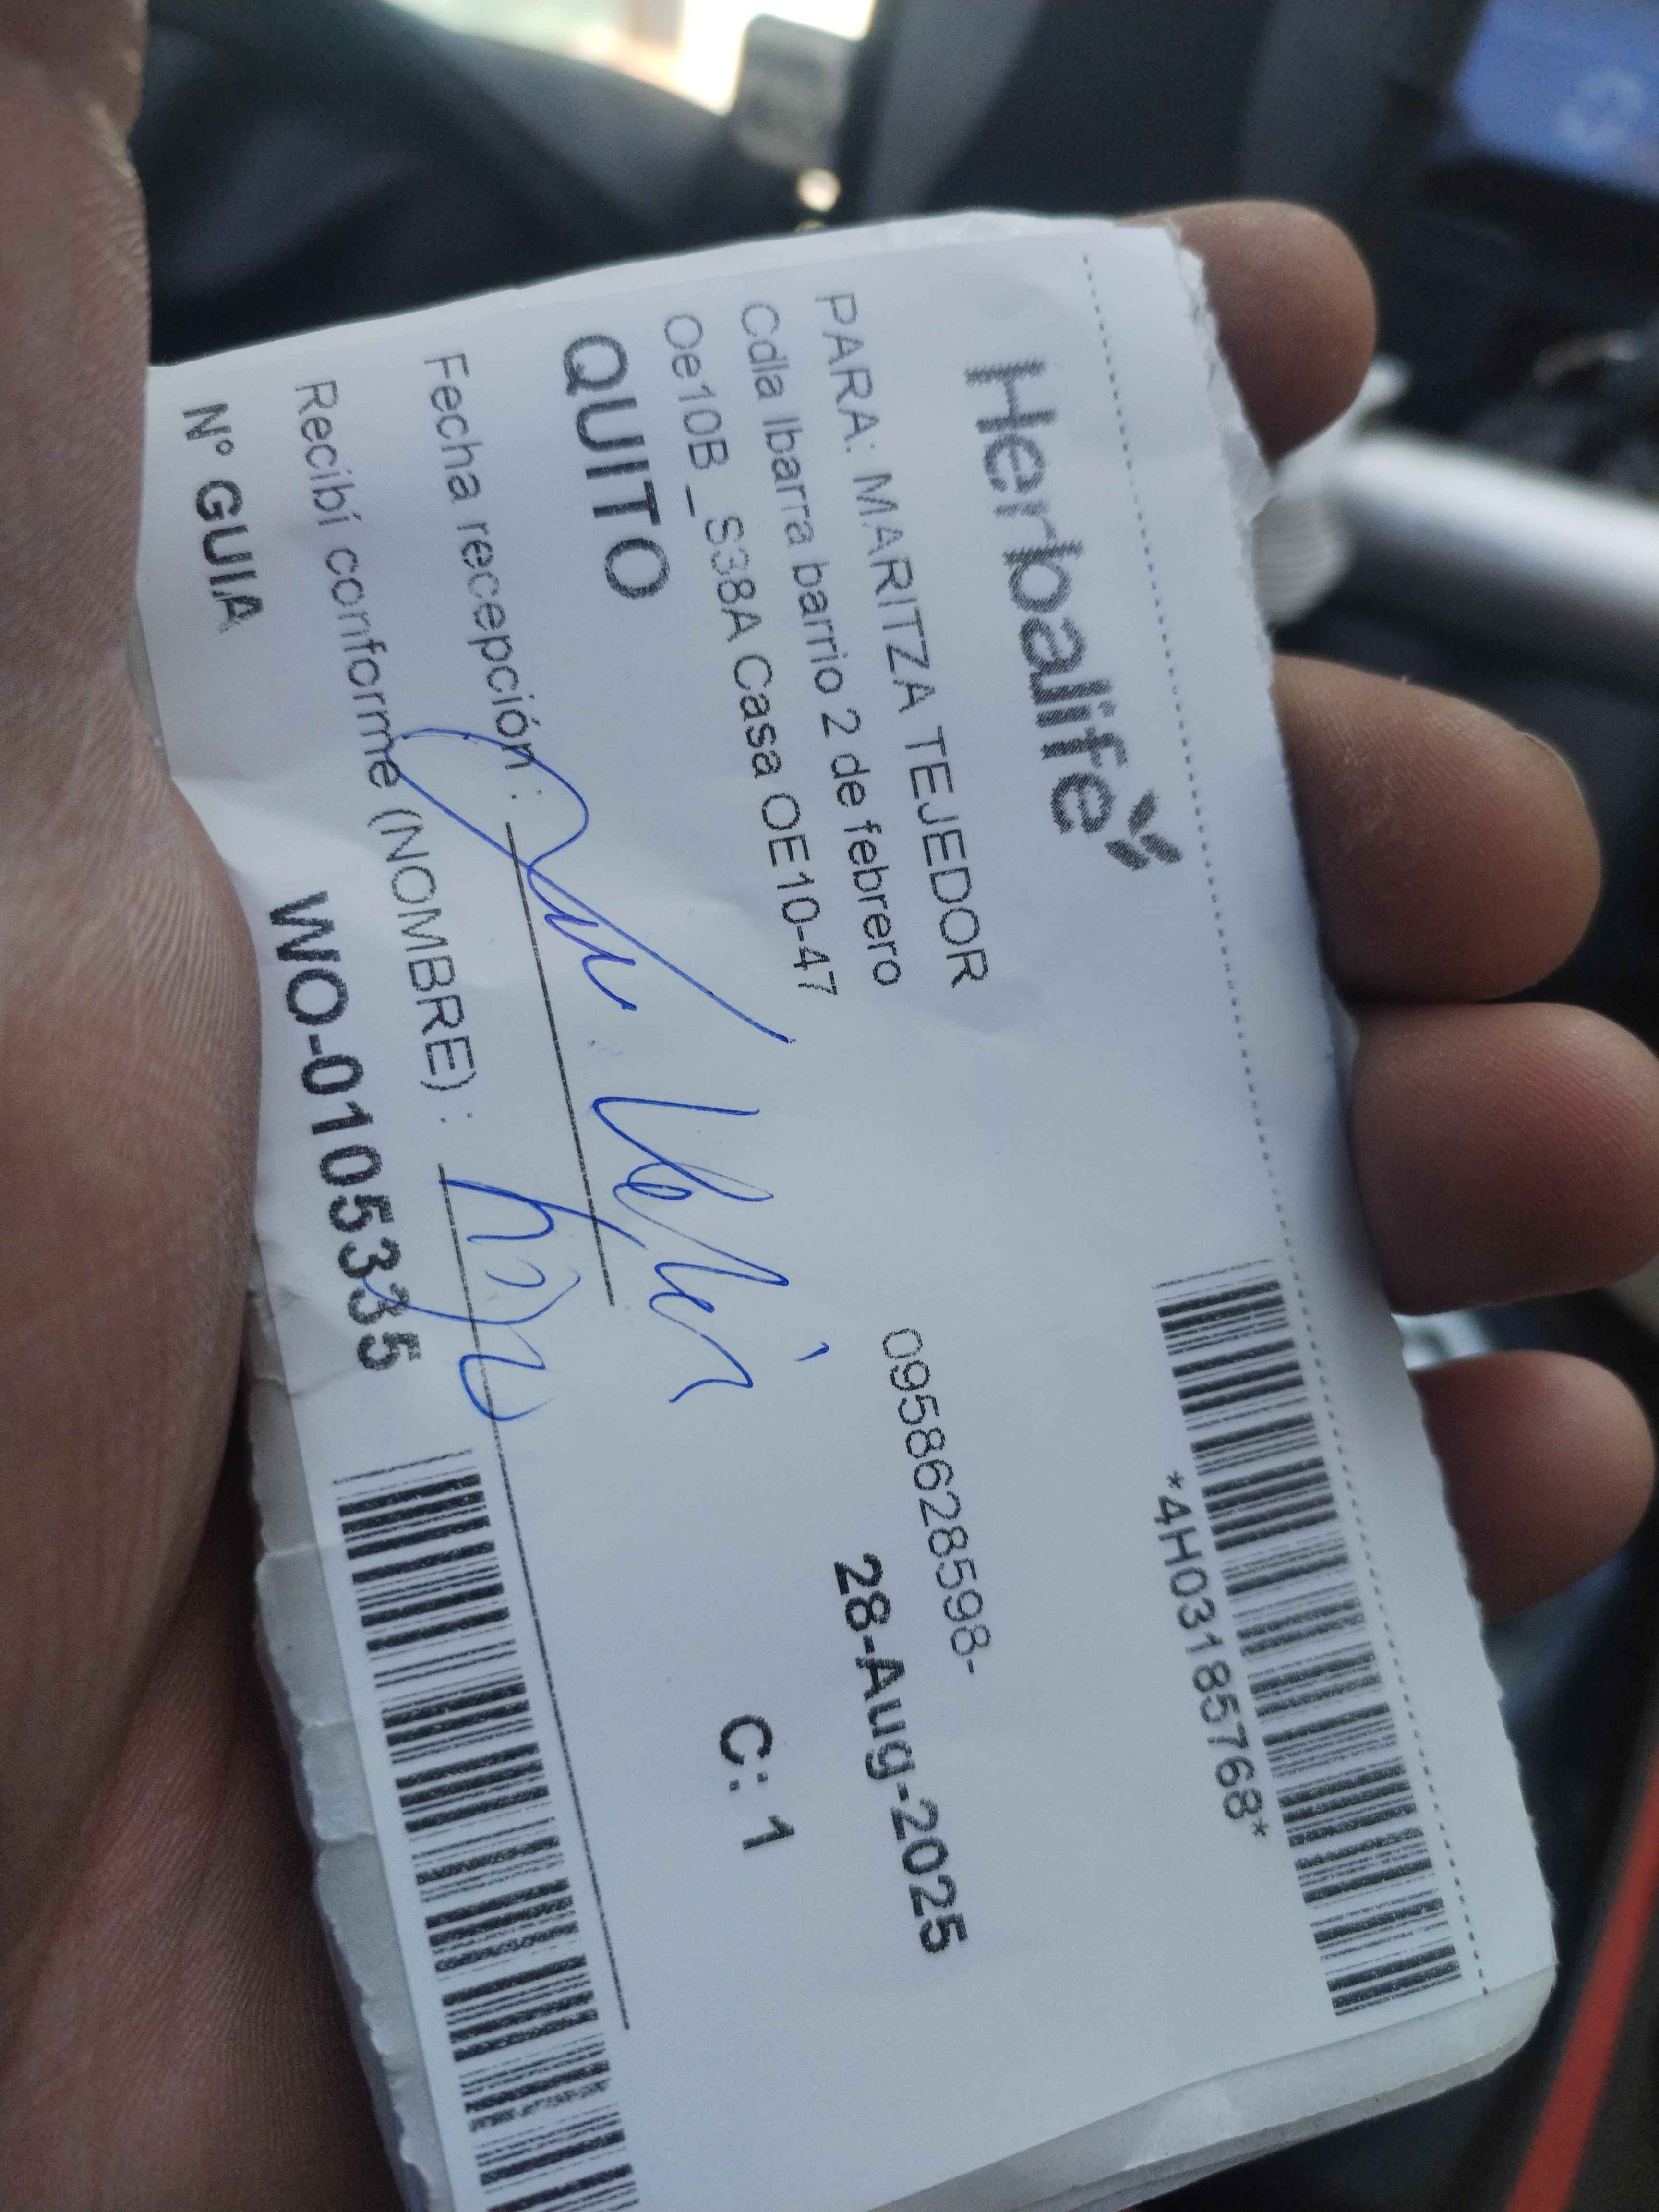 Herbalife
*4H03185768*
PARA: MARITZA TEJEDOR
0958628598-
Cdla Ibarra barrio 2 de febrero
28-Aug-2025
Oe10B_S38A Casa OE10-47
QUITO
C: 1
Fecha recepción :
Recibí conforme (NOMBRE) :
N° GUIA
WO-0105335